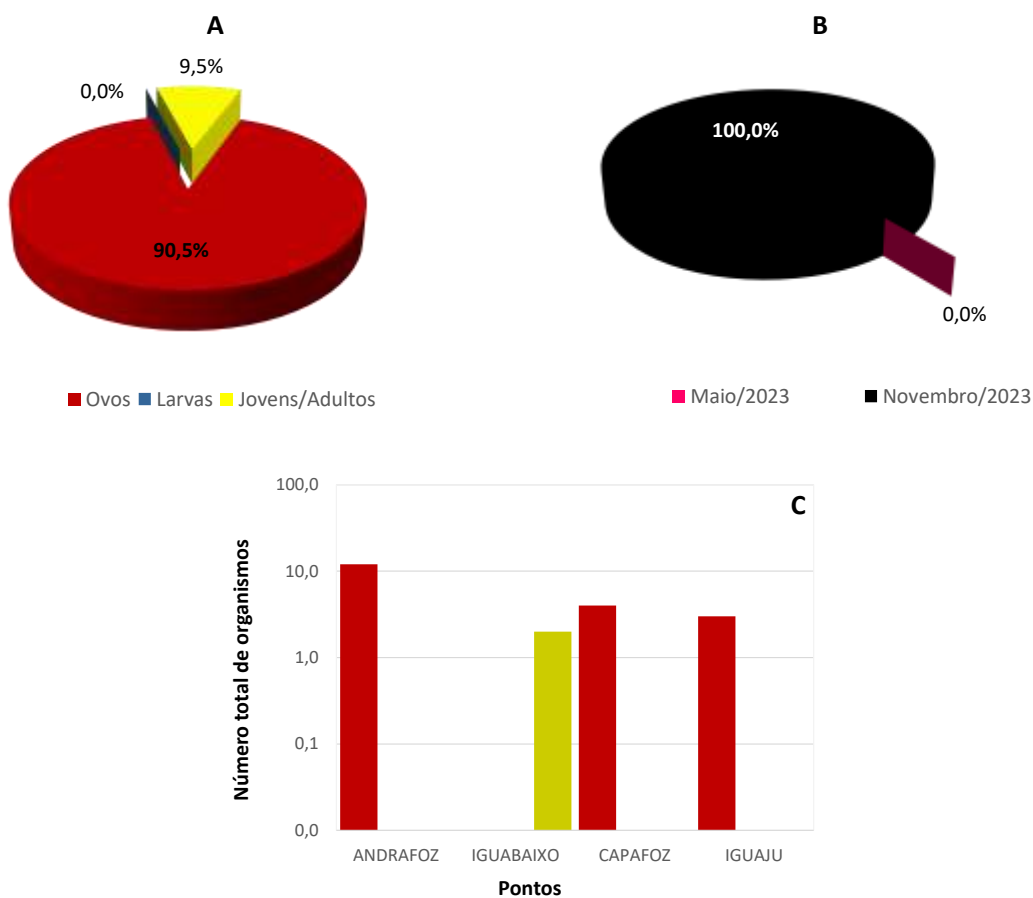 A
9,5%
0,0%
90,5%
Ovos Larvas Jovens/Adultos
B
100,0%
0,0%
Maio/2023 Novembro/2023
C
Número total de organismos
100,0
10,0
1,0
0,1
0,0
ANDRAFOZ IGUABAIXO CAPAFOZ IGUAJU
Pontos